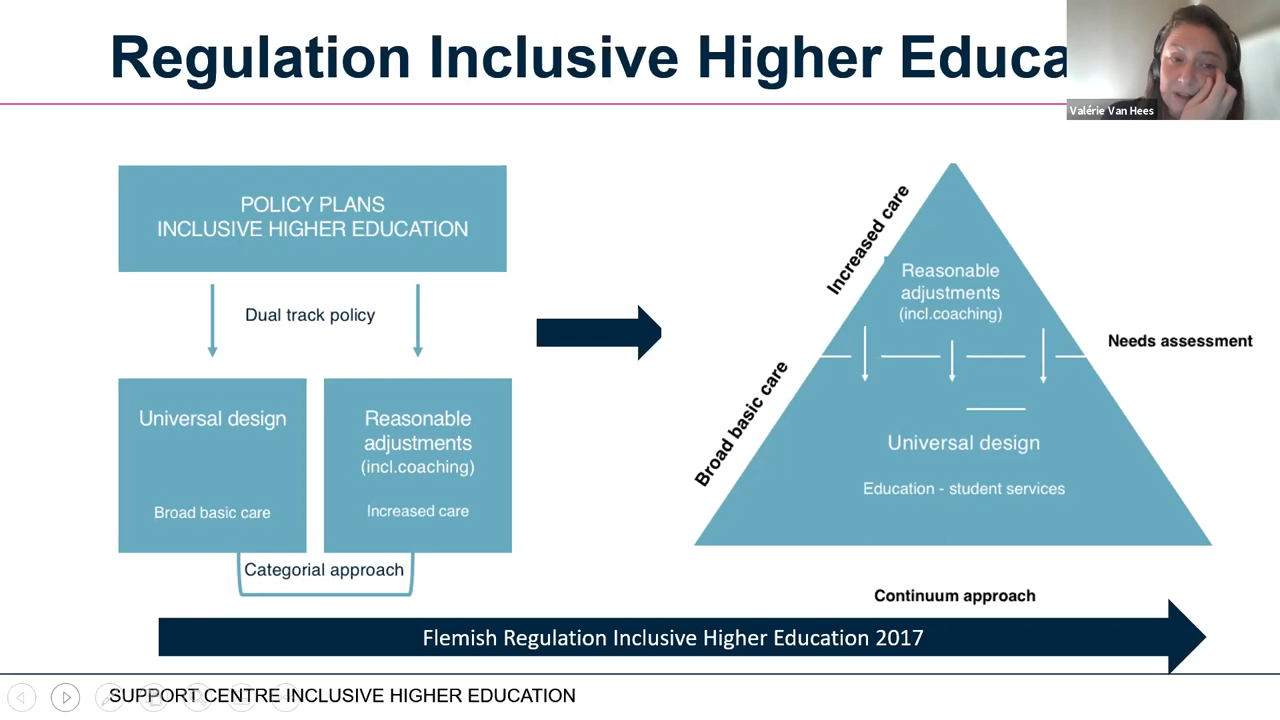 Regulation Inclusive Higher Educa
Valérie Van Hees
POLICY PLANS
INCLUSIVE HIGHER EDUCATION
Dual track policy
Universal design
Broad basic care
Reasonable
adjustments
(incl.coaching)
Increased care
Categorial approach
Increased care
Broad basic care
Reasonable
adjustments
(incl.coaching)
Needs assessment
Universal design
Education - student services
Continuum approach
Flemish Regulation Inclusive Higher Education 2017
SUPPORT CENTRE INCLUSIVE HIGHER EDUCATION